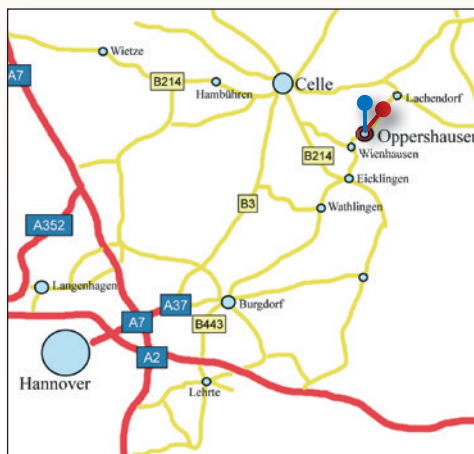 Wietze
A7
B214
Hambühren
Celle
Lachendorf
Oppershausen
Wienhausen
B214
Eicklingen
B3
Wathlingen
A352
Langenhagen
A37
Burgdorf
A7
B443
A2
Hannover
Lehrte